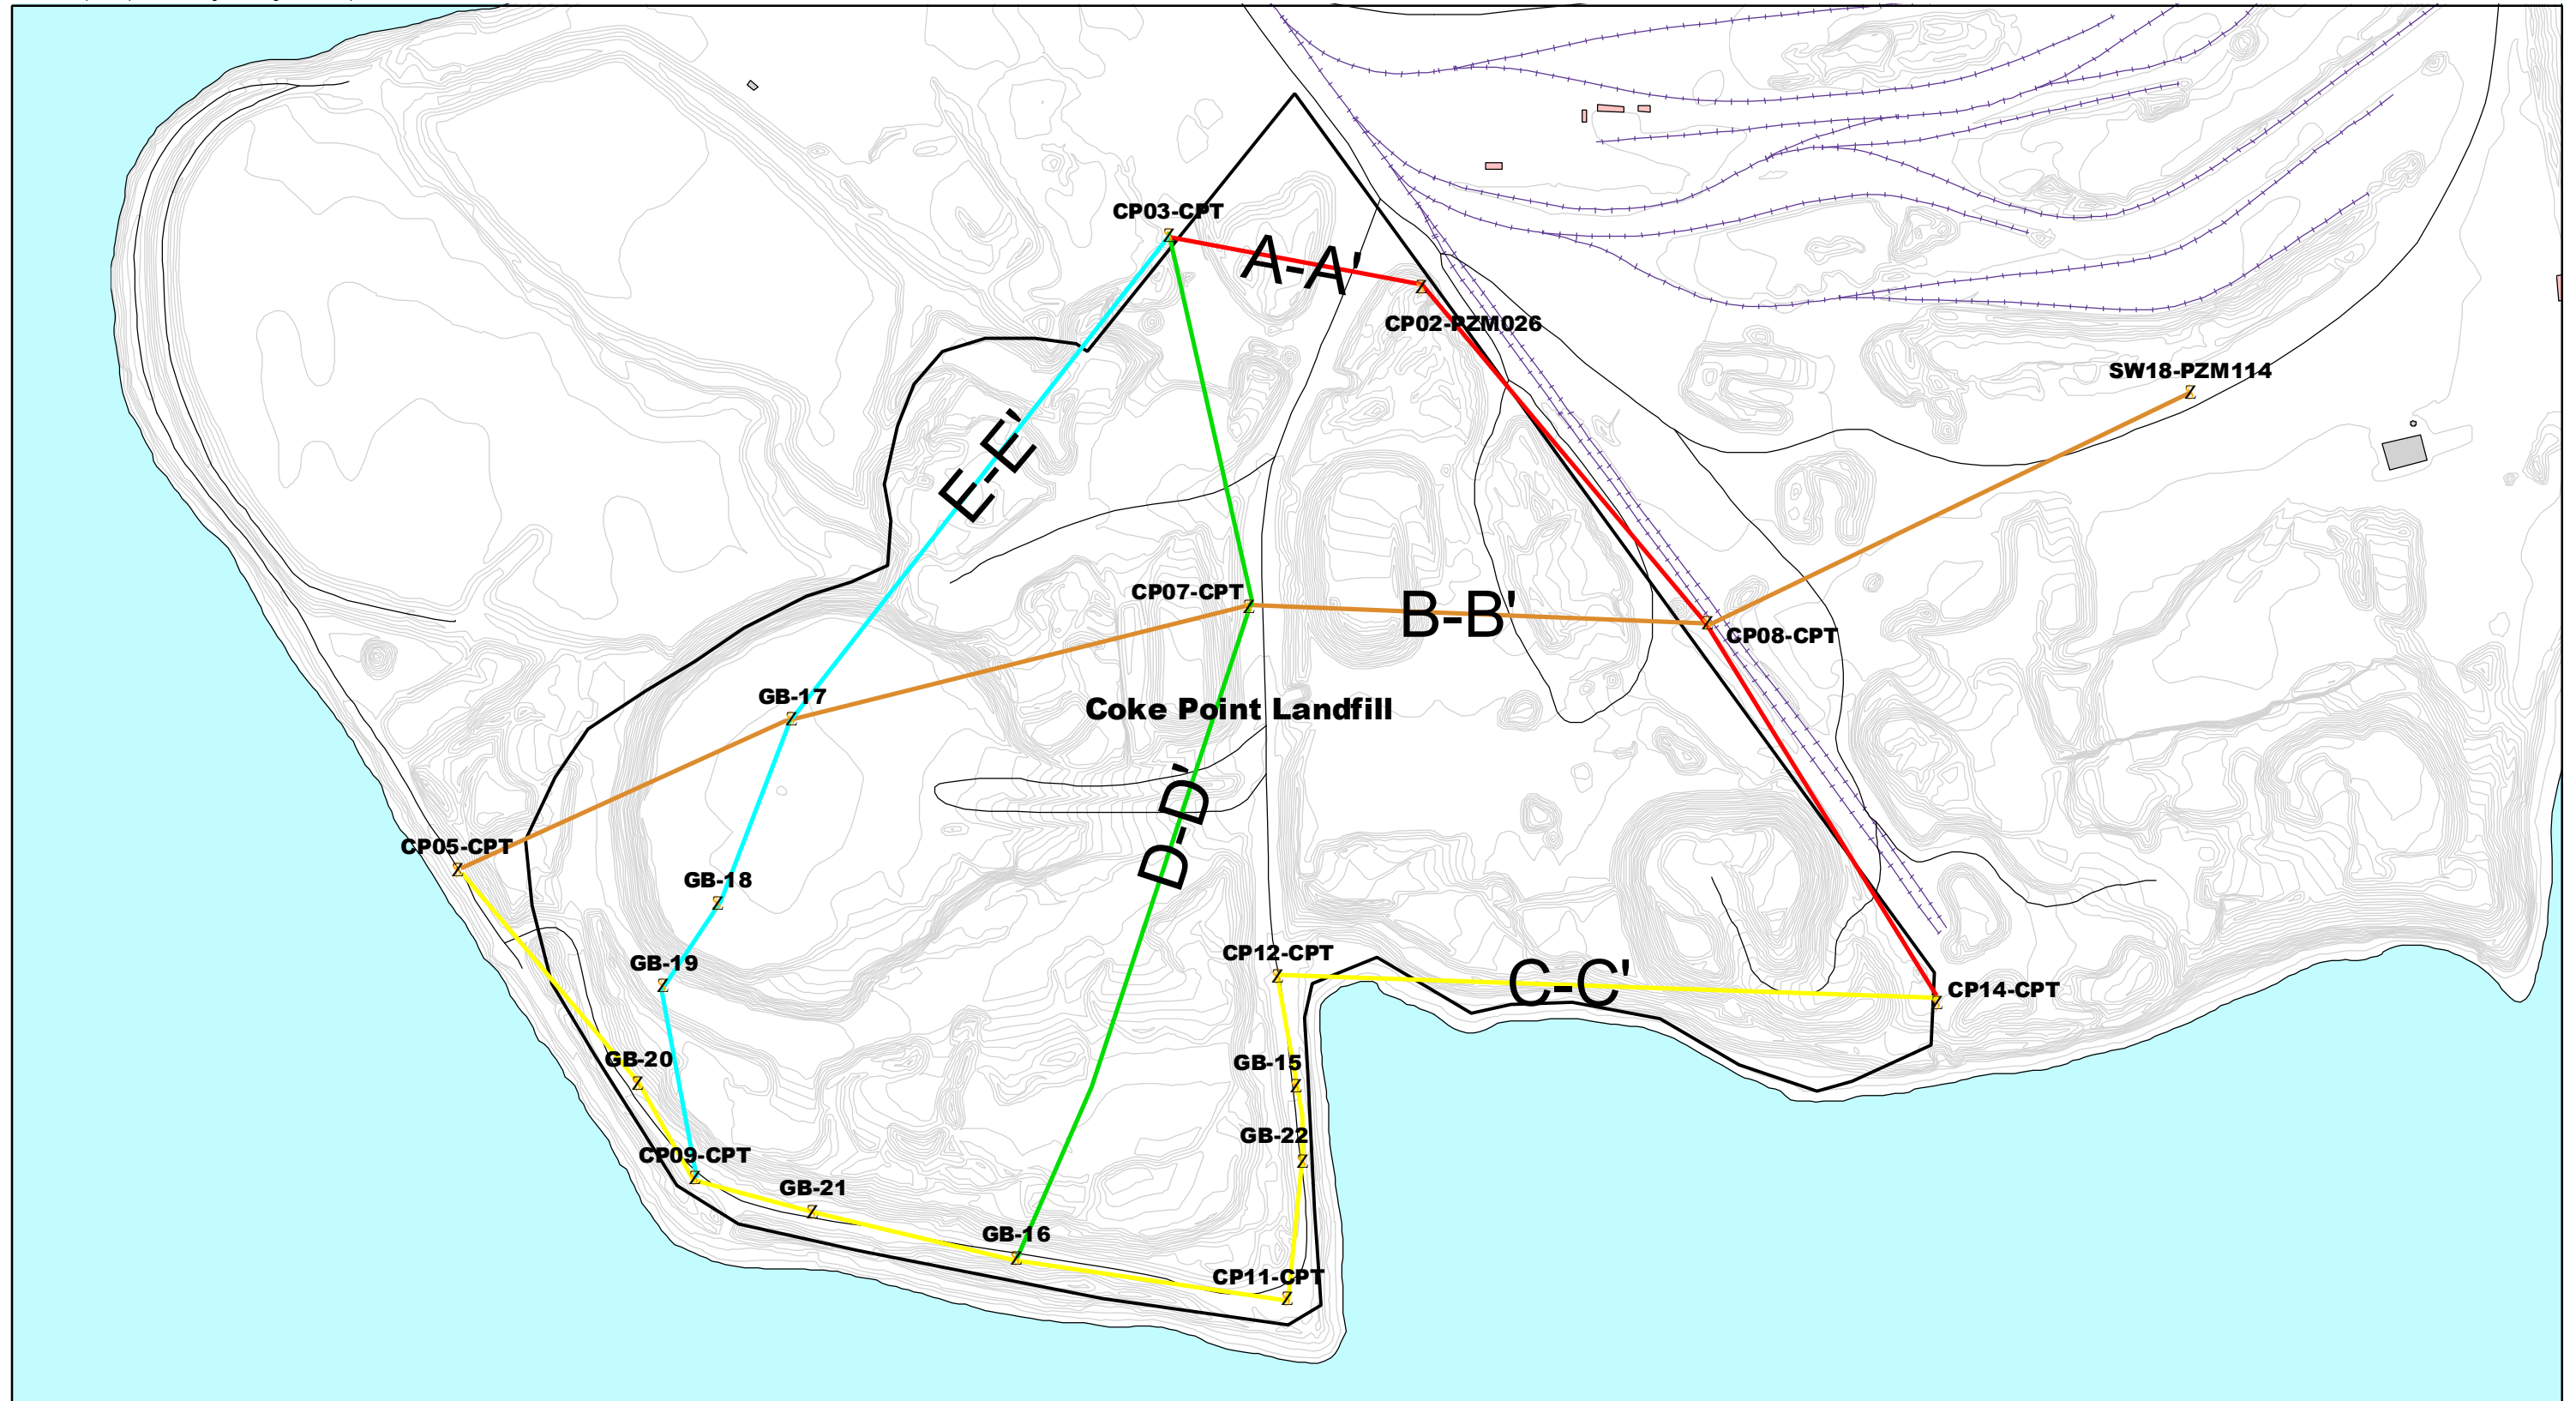 CP03-CPT
A-A'
CP02-PZM026
SW18-PZM114
E-E'
CP07-CPT
B-B'
CP08-CPT
GB-17
Coke Point Landfill
D-D'
CP05-CPT
GB-18
GB-19
CP12-CPT
C-C'
CP14-CPT
GB-20
GB-15
GB-22
CP09-CPT
GB-21
GB-16
CP11-CPT